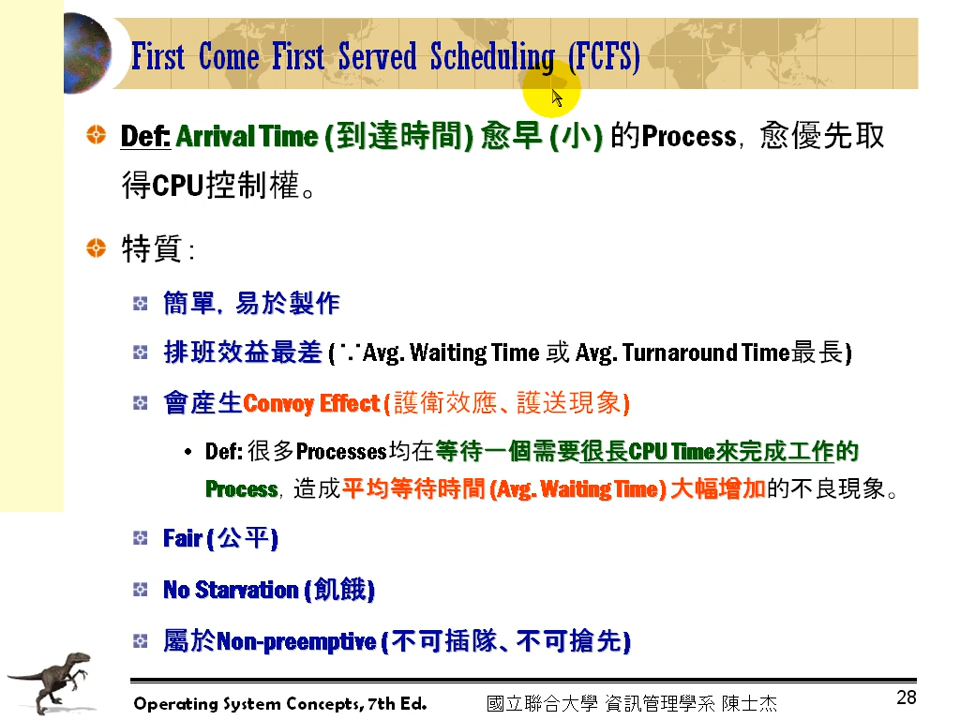 First Come First Served Scheduling (FCFS)
Def: Arrival Time (到達時間) 愈早 (小) 的Process，愈優先取
得CPU控制權。
特質：
簡單，易於製作
排班效益最差 (∵Avg. Waiting Time 或 Avg. Turnaround Time最長)
會產生Convoy Effect (護衛效應、護送現象)
• Def: 很多Processes均在等待一個需要很長CPU Time來完成工作的
Process，造成平均等待時間 (Avg. Waiting Time) 大幅增加的不良現象。
Fair (公平)
No Starvation (飢餓)
屬於Non-preemptive (不可插隊、不可搶先)
Operating System Concepts, 7th Ed. 國立聯合大學 資訊管理學系 陳士杰 28